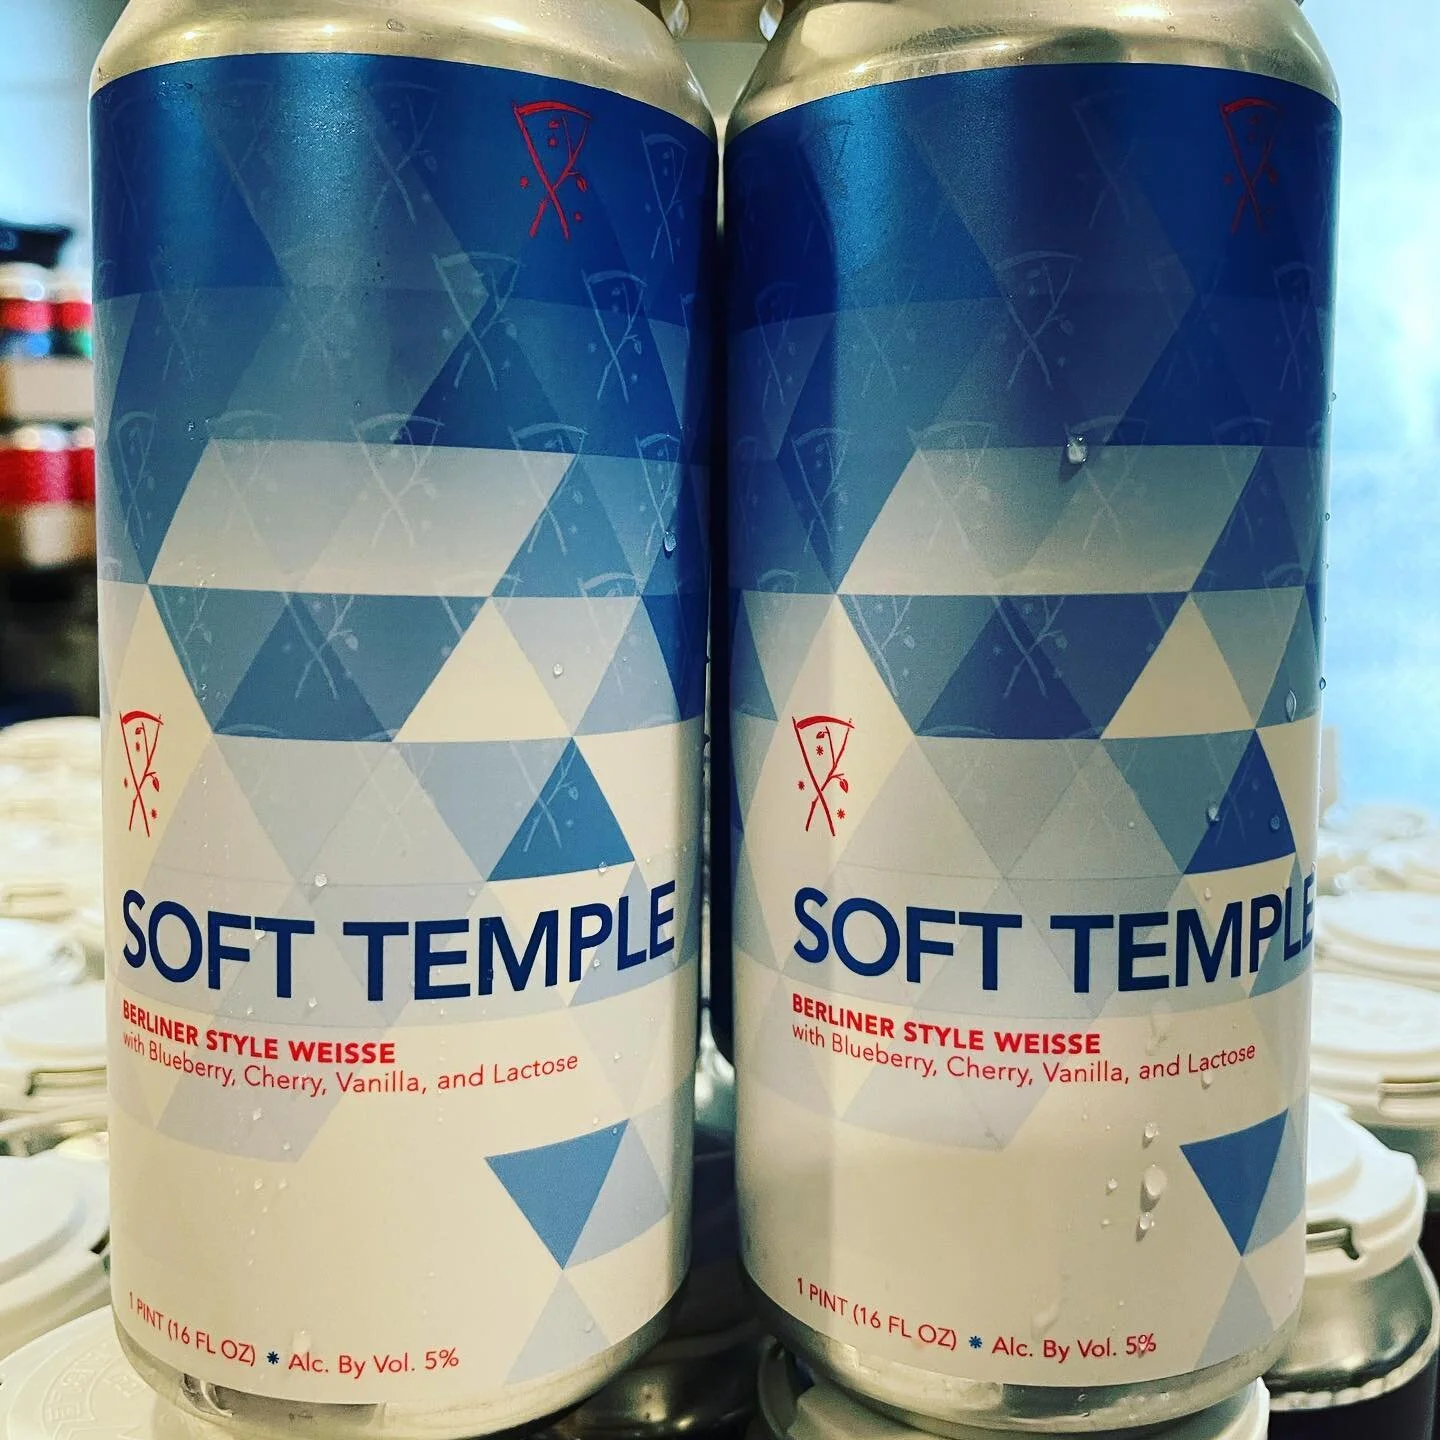 SOFT TEMPLE
BERLINER STYLE WEISSE
with Blueberry, Cherry, Vanilla, and Lactose
1 PINT (16 FL OZ) * Alc. By Vol. 5%
SOFT TEMPLE
BERLINER STYLE WEISSE
with Blueberry, Cherry, Vanilla, and Lactose
1 PINT (16 FL OZ) * Alc. By Vol. 5%